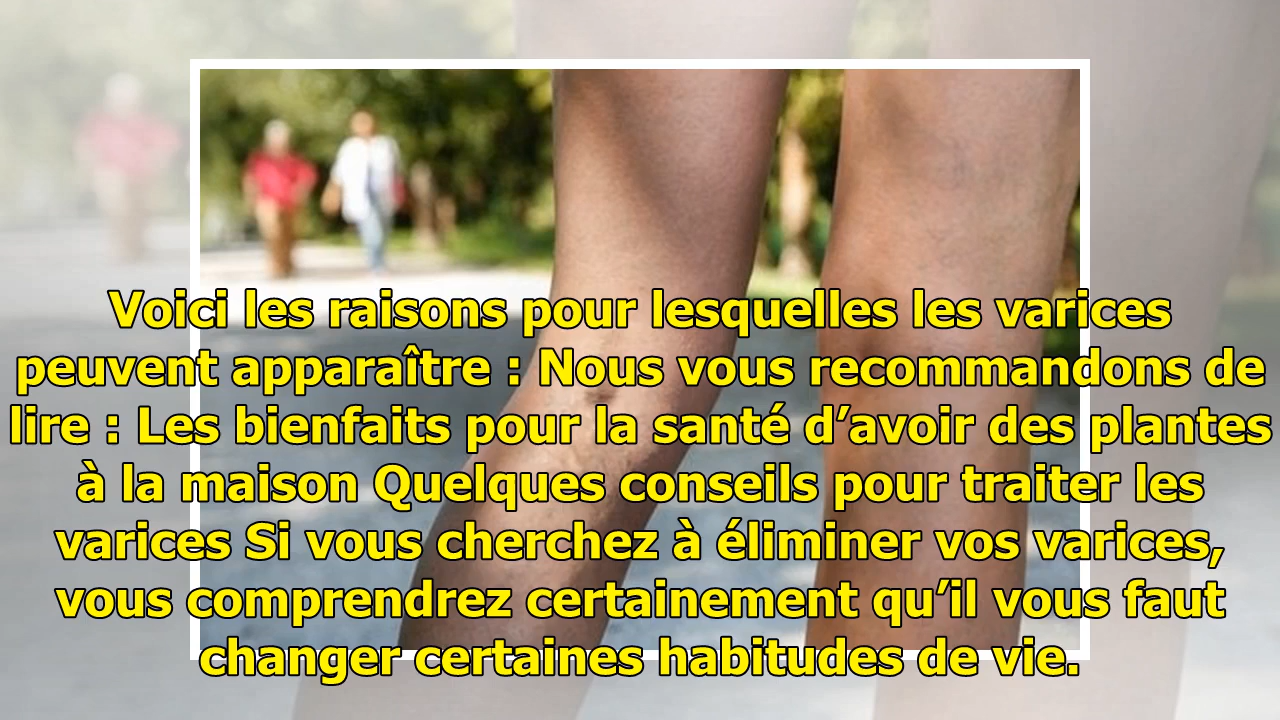 Voici les raisons pour lesquelles les varices
peuvent apparaître : Nous vous recommandons de
lire : Les bienfaits pour la santé d’avoir des plantes
à la maison Quelques conseils pour traiter les
varices Si vous cherchez à éliminer vos varices,
vous comprendrez certainement qu’il vous faut
changer certaines habitudes de vie.